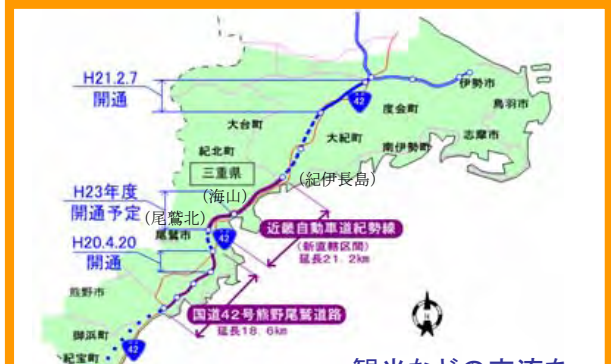 H21.2.7
開通
42
伊勢市
鳥羽市
度会町
志摩市
大台町
大紀町
南伊勢町
紀北町
三重県
(紀伊長島)
H23年度
開通予定
(海山)
(尾鷲北)
尾鷲市
42
近畿自動車道紀勢線
(新直轄区間)
延長21.2km
H20.4.20
開通
熊野市
国道42号熊野尾鷲道路
延長18.6km
御浜町
42
紀宝町